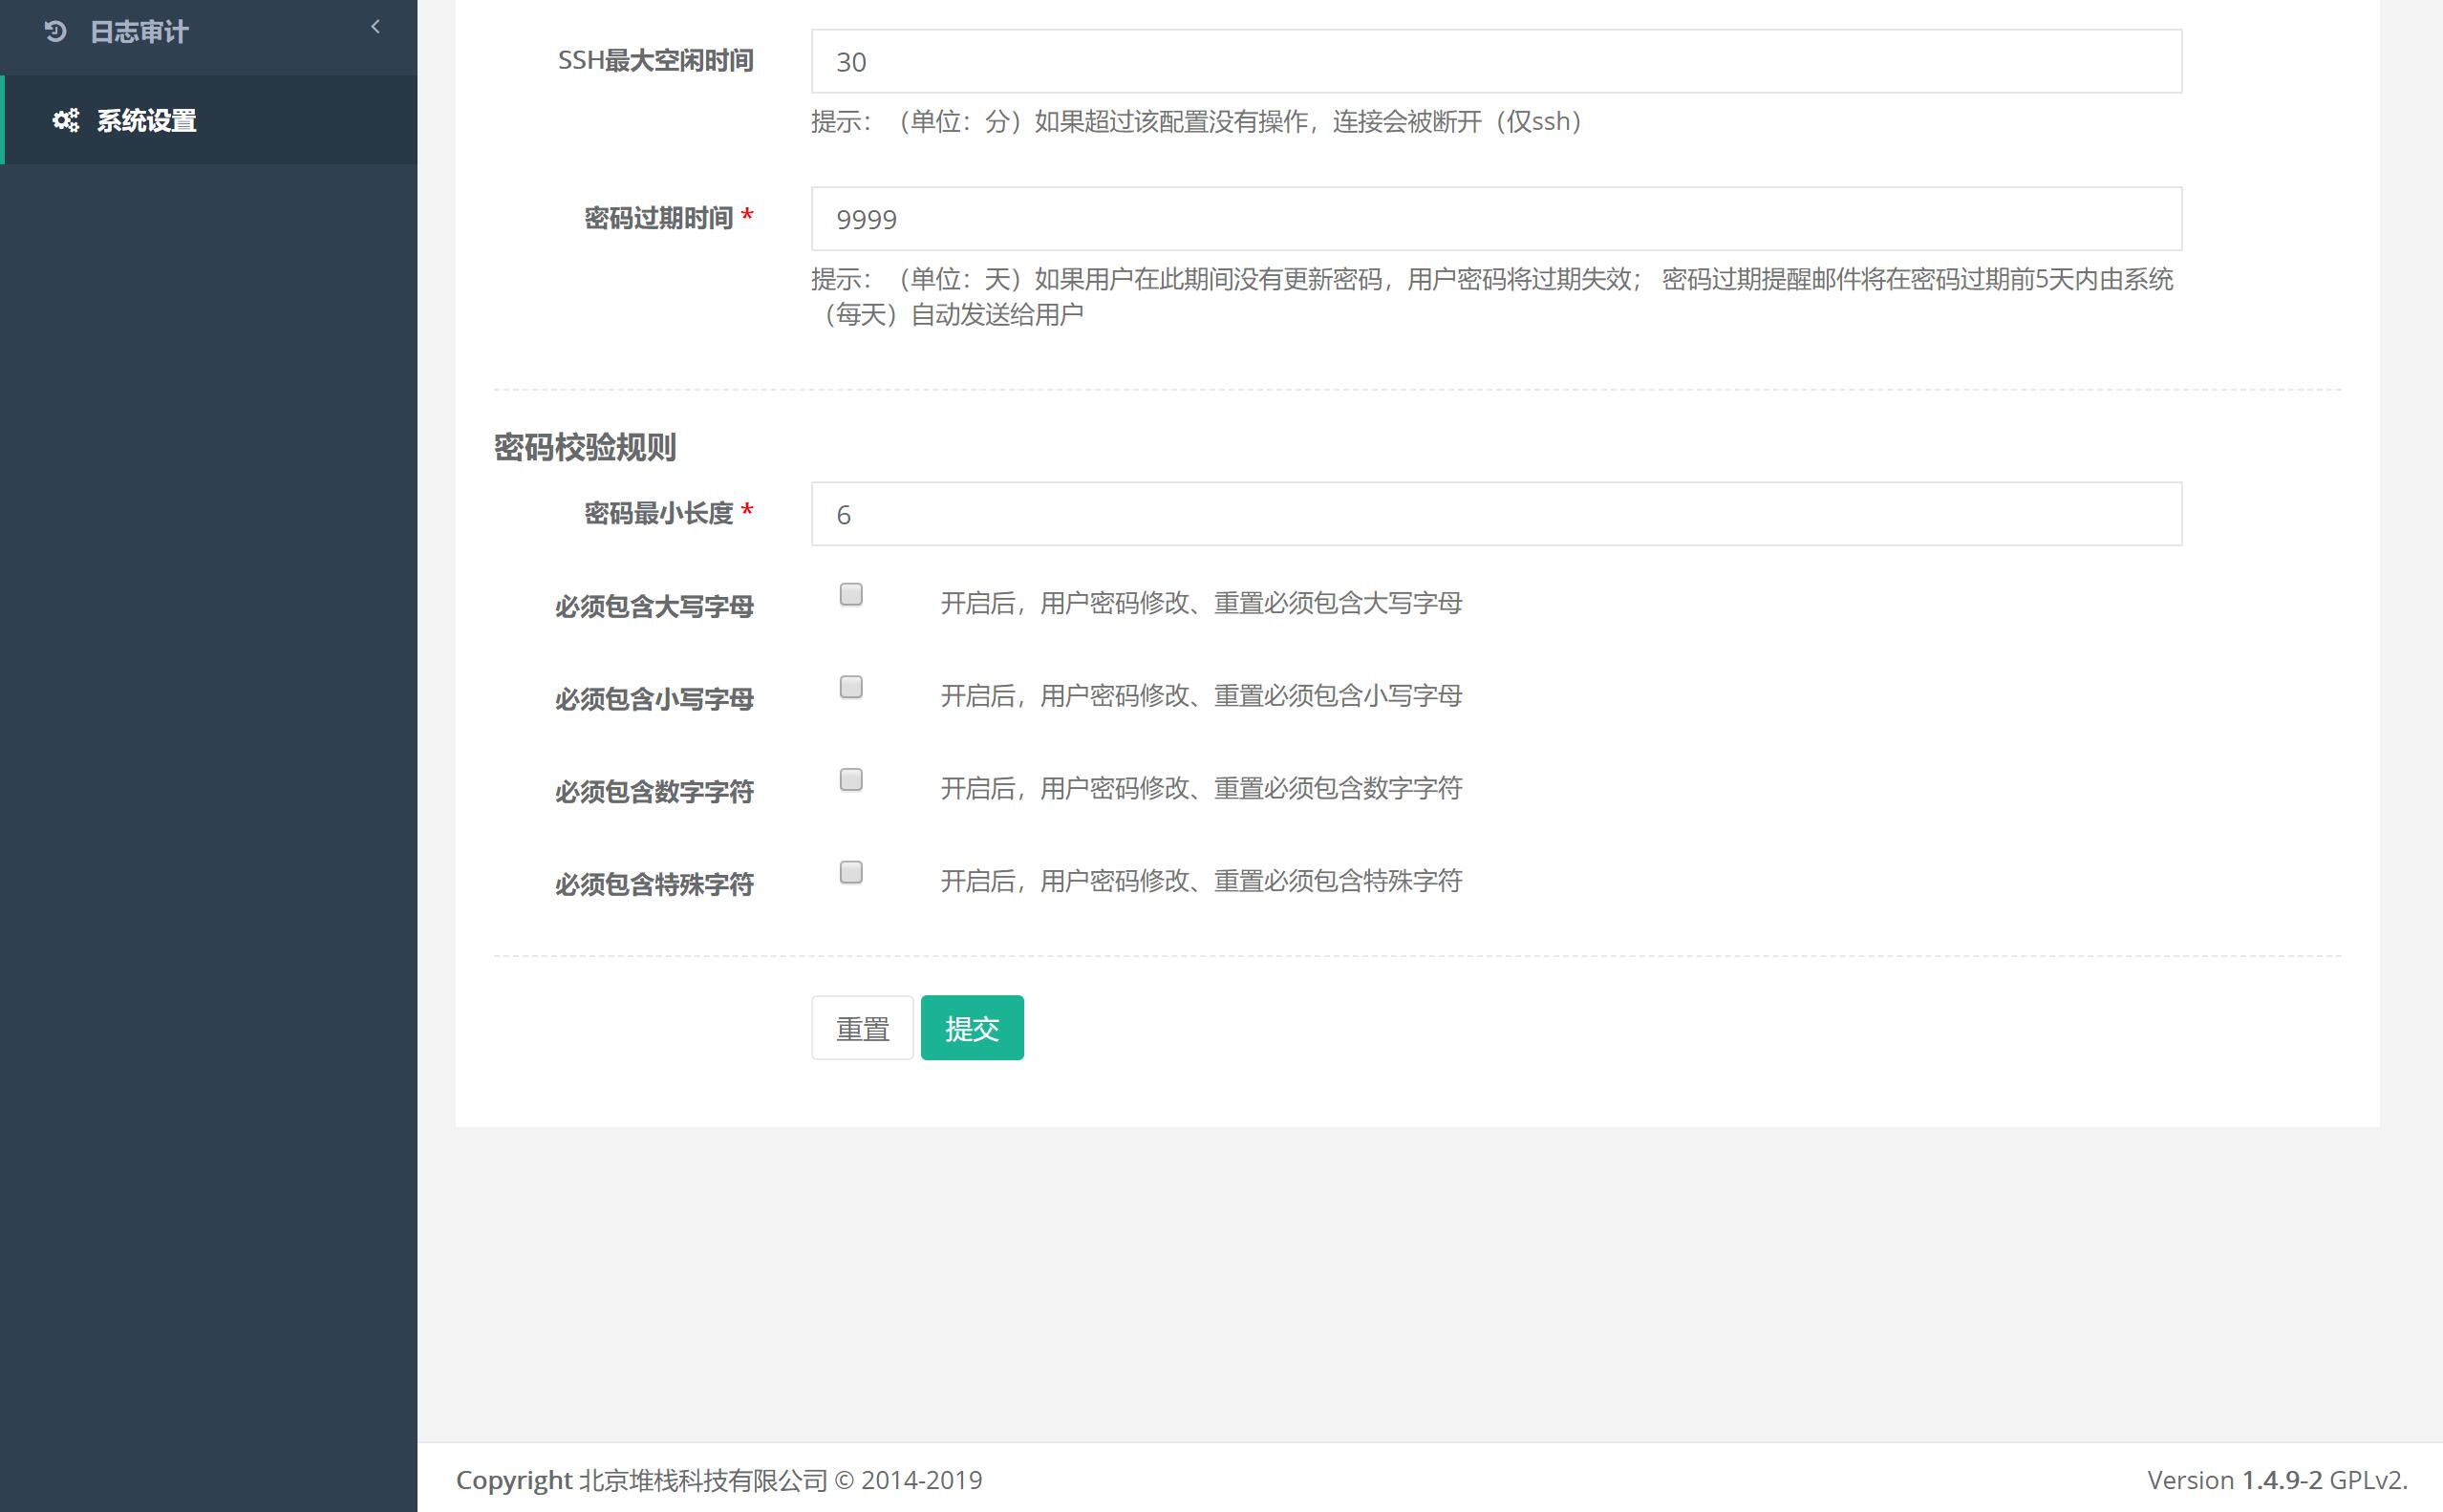 日志审计
系统设置
SSH最大空闲时间
30
提示：（单位：分）如果超过该配置没有操作，连接会被断开（仅ssh）
密码过期时间 *
9999
提示：（单位：天）如果用户在此期间没有更新密码，用户密码将过期失效； 密码过期提醒邮件将在密码过期前5天内由系统
（每天）自动发送给用户
密码校验规则
密码最小长度 *
6
必须包含大写字母
开启后，用户密码修改、重置必须包含大写字母
必须包含小写字母
开启后，用户密码修改、重置必须包含小写字母
必须包含数字字符
开启后，用户密码修改、重置必须包含数字字符
必须包含特殊字符
开启后，用户密码修改、重置必须包含特殊字符
重置
提交
Copyright 北京堆栈科技有限公司 © 2014-2019
Version 1.4.9-2 GPLv2.